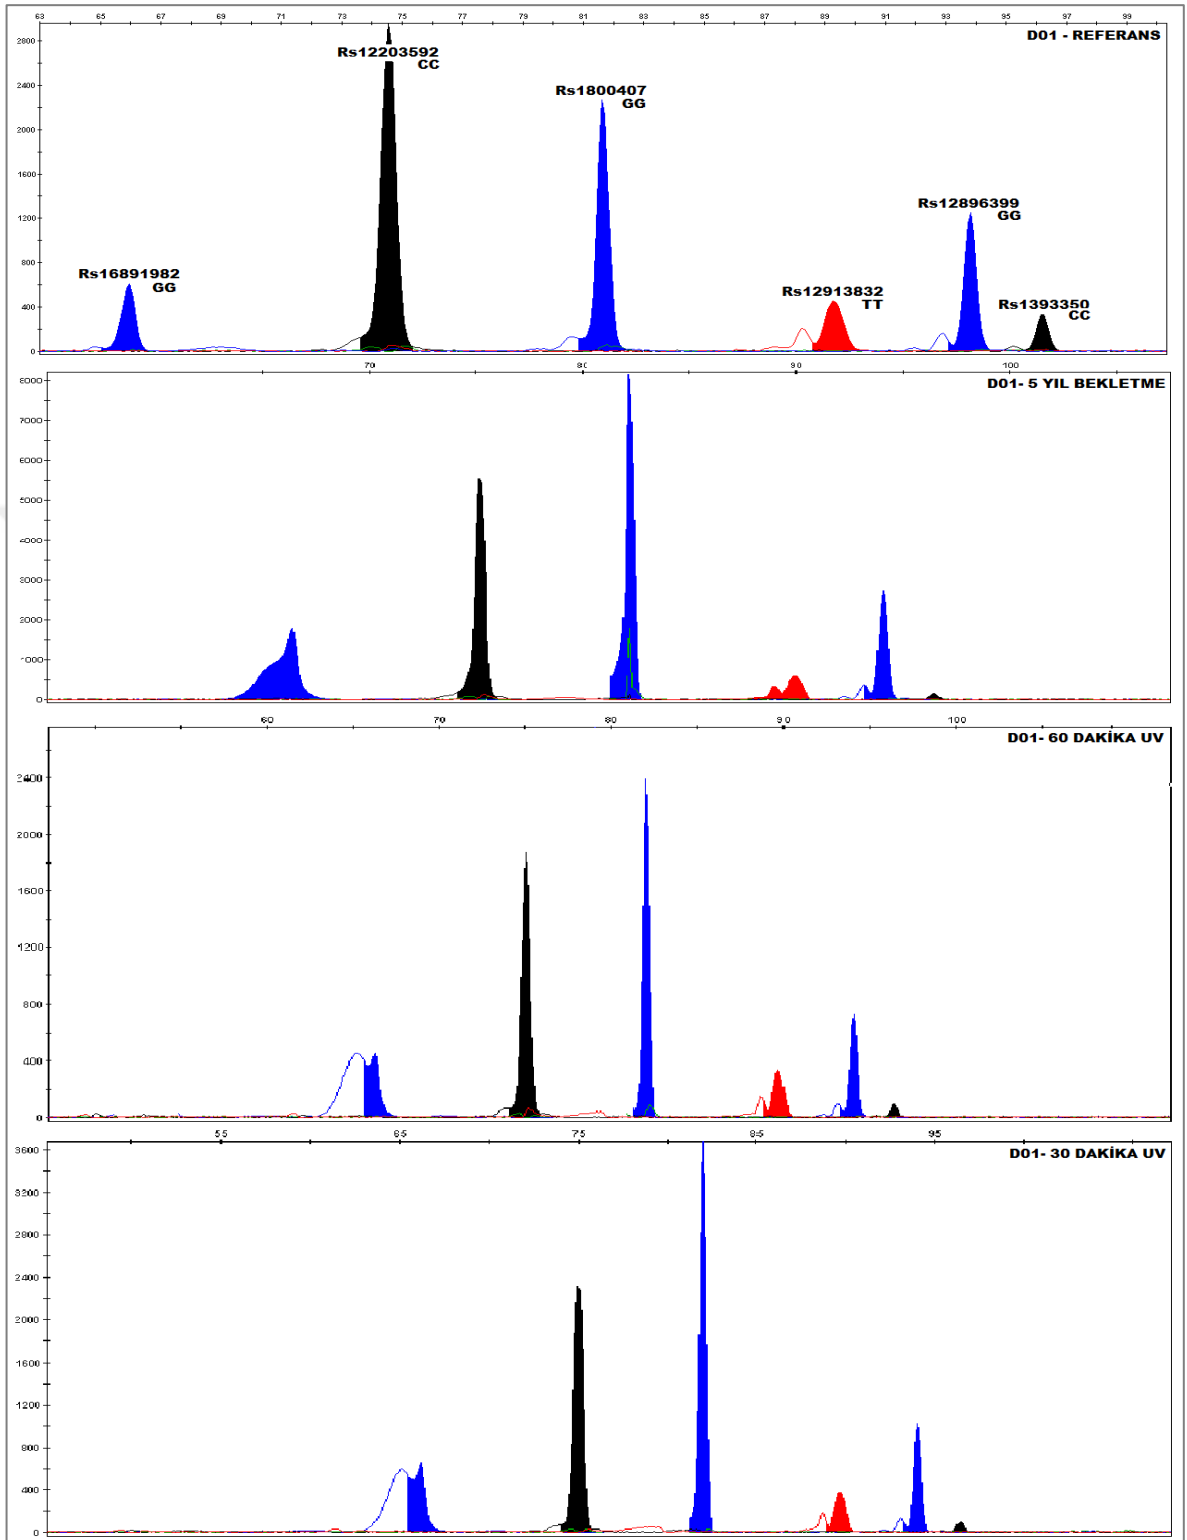 63 65 67 69 71 73 75 77 79 81 83 85 87 89 91 93 95 97 99
D01 - REFERANS
2800
2400
2000
1600
1200
800
400
0
Rs12203592
CC
Rs1800407
GG
Rs12896399
GG
Rs16891982
GG
Rs12913832
TT
Rs1393350
CC
70 80 90 100
D01- 5 YIL BEKLETME
8000
7000
6000
5000
4000
3000
2000
1000
0
60 70 80 90 100
D01- 60 DAKİKA UV
2400
2000
1600
1200
800
400
0
55 65 75 85 95
D01- 30 DAKİKA UV
3600
3200
2800
2400
2000
1600
1200
800
400
0